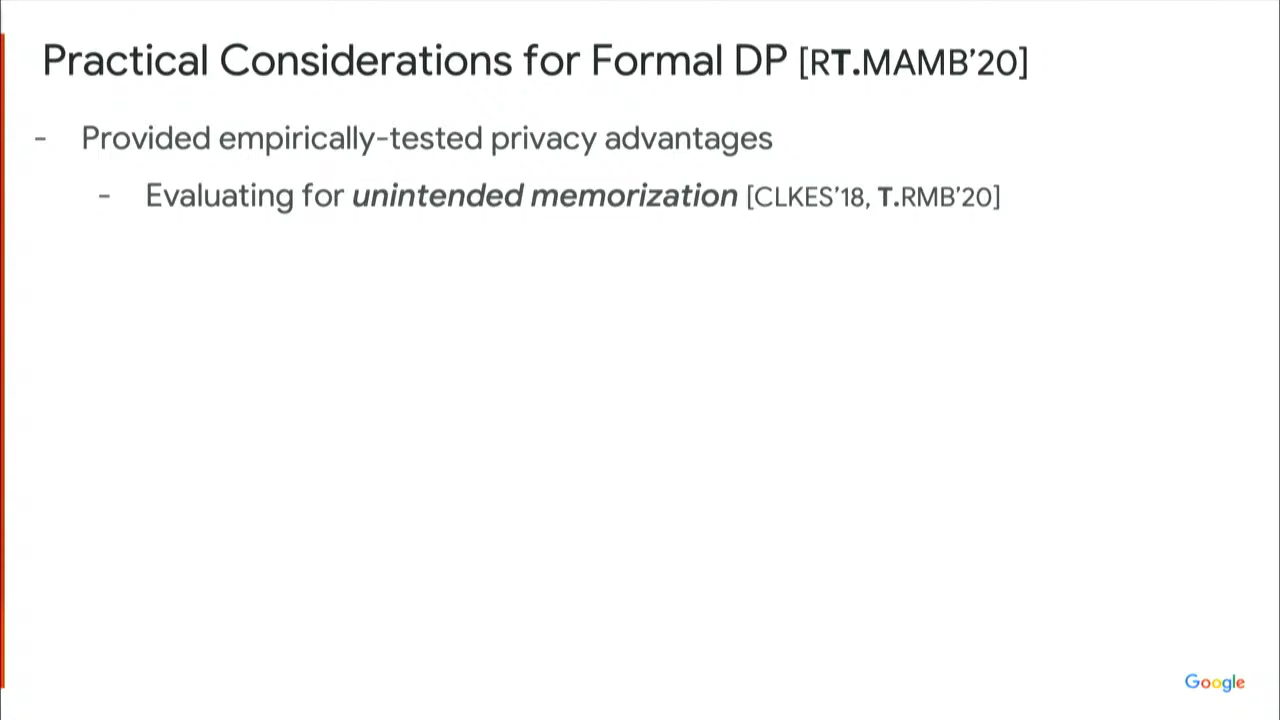 Practical Considerations for Formal DP [RT.MAMB’20]
- Provided empirically-tested privacy advantages
- Evaluating for unintended memorization [CLKES’18, T.RMB’20]
Google